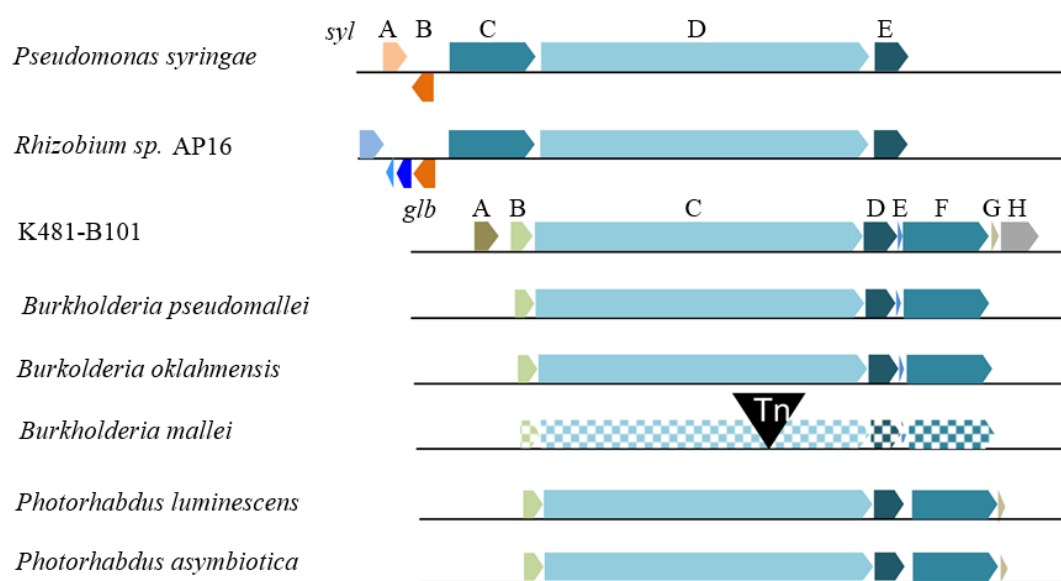 syl A B C D E
Pseudomonas syringae
Rhizobium sp. AP16
glb A B C D E F G H
K481-B101
Burkholderia pseudomallei
Burkolderia oklahmensis
Tn
Burkholderia mallei
Photorhabdus luminescens
Photorhabdus asymbiotica